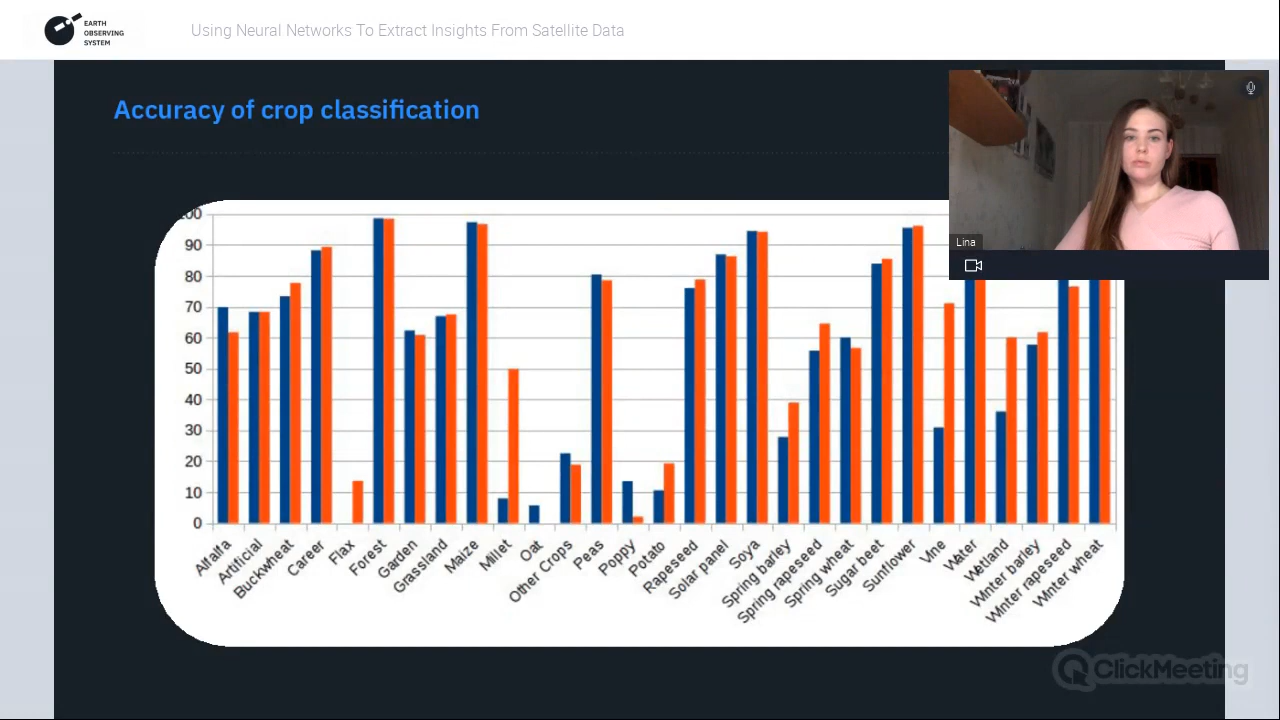 EARTH
OBSERVING
SYSTEM
Using Neural Networks To Extract Insights From Satellite Data
Accuracy of crop classification
Lina
00
90
80
70
60
50
40
30
20
10
0
Alfalfa
Artificial
Buckwheat
Career
Flax
Forest
Garden
Grassland
Maize
Millet
Oat
Other Crops
Peas
Poppy
Potato
Rapeseed
Solar panel
Soya
Spring barley
Spring rapeseed
Spring wheat
Sugar beet
Sunflower
Vine
Water
Wetland
Winter barley
Winter rapeseed
Winter wheat
ClickMeeting